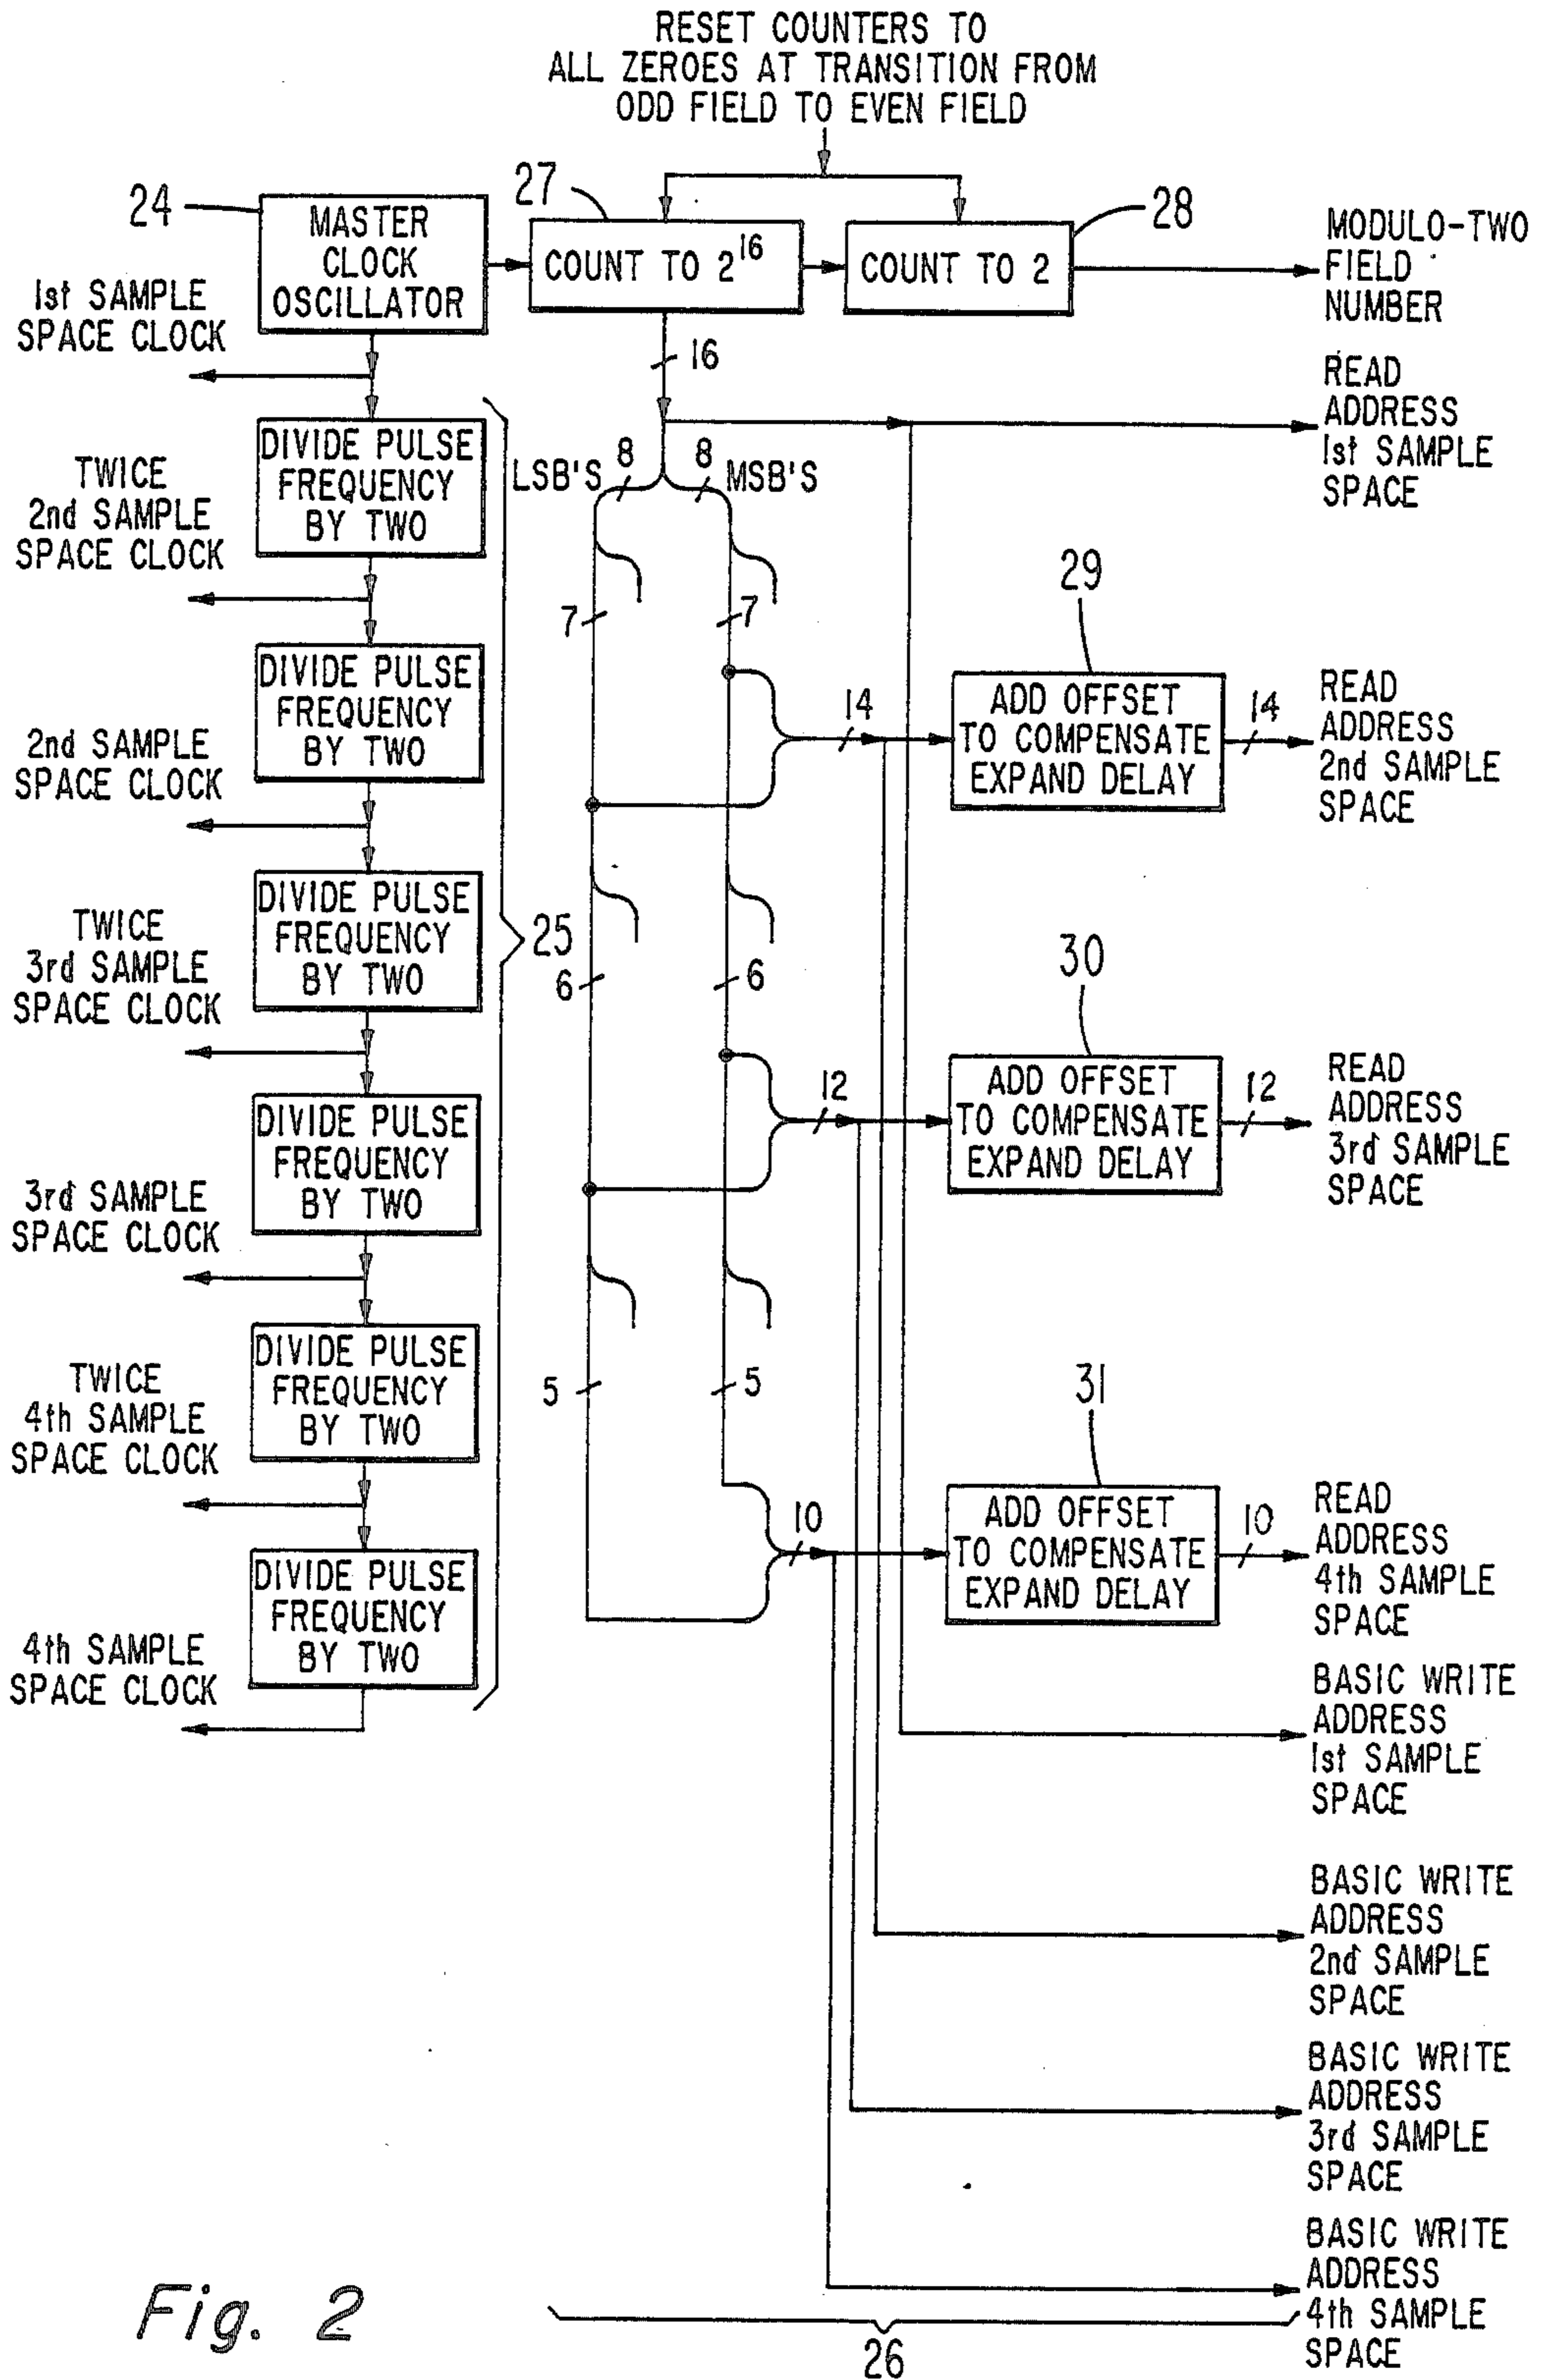 RESET COUNTERS TO
ALL ZEROES AT TRANSITION FROM
ODD FIELD TO EVEN FIELD
24
MASTER
CLOCK
OSCILLATOR
27
COUNT TO 2^16
COUNT TO 2
28
MODULO-TWO
FIELD
NUMBER
1st SAMPLE
SPACE CLOCK
16
READ
ADDRESS
1st SAMPLE
SPACE
DIVIDE PULSE
FREQUENCY
BY TWO
LSB'S
8
8
MSB'S
TWICE
2nd SAMPLE
SPACE CLOCK
7
7
29
DIVIDE PULSE
FREQUENCY
BY TWO
14
ADD OFFSET
TO COMPENSATE
EXPAND DELAY
14
READ
ADDRESS
2nd SAMPLE
SPACE
2nd SAMPLE
SPACE CLOCK
DIVIDE PULSE
FREQUENCY
BY TWO
25
TWICE
3rd SAMPLE
SPACE CLOCK
6
6
30
DIVIDE PULSE
FREQUENCY
BY TWO
12
ADD OFFSET
TO COMPENSATE
EXPAND DELAY
12
READ
ADDRESS
3rd SAMPLE
SPACE
3rd SAMPLE
SPACE CLOCK
DIVIDE PULSE
FREQUENCY
BY TWO
TWICE
4th SAMPLE
SPACE CLOCK
5
5
31
DIVIDE PULSE
FREQUENCY
BY TWO
10
ADD OFFSET
TO COMPENSATE
EXPAND DELAY
10
READ
ADDRESS
4th SAMPLE
SPACE
4th SAMPLE
SPACE CLOCK
BASIC WRITE
ADDRESS
1st SAMPLE
SPACE
BASIC WRITE
ADDRESS
2nd SAMPLE
SPACE
BASIC WRITE
ADDRESS
3rd SAMPLE
SPACE
BASIC WRITE
ADDRESS
4th SAMPLE
SPACE
26
Fig. 2